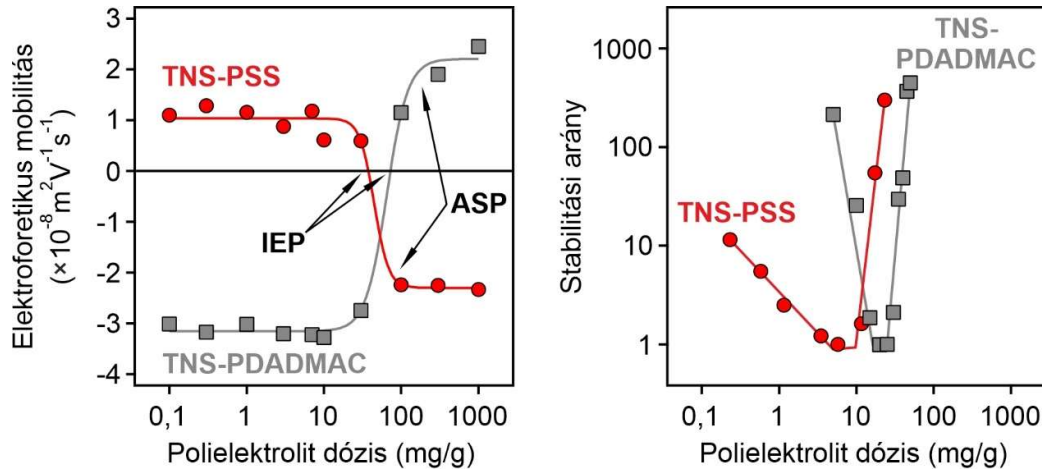 Elektroforetikus mobilitás
(×10⁻⁸ m²V⁻¹s⁻¹)
3
2
1
0
-1
-2
-3
-4
TNS-PSS
IEP
ASP
TNS-PDADMAC
0,1 1 10 100 1000
Polielektrolit dózis (mg/g)
Stabilitási arány
1000
100
10
1
TNS-
PDADMAC
TNS-PSS
0,1 1 10 100 1000
Polielektrolit dózis (mg/g)